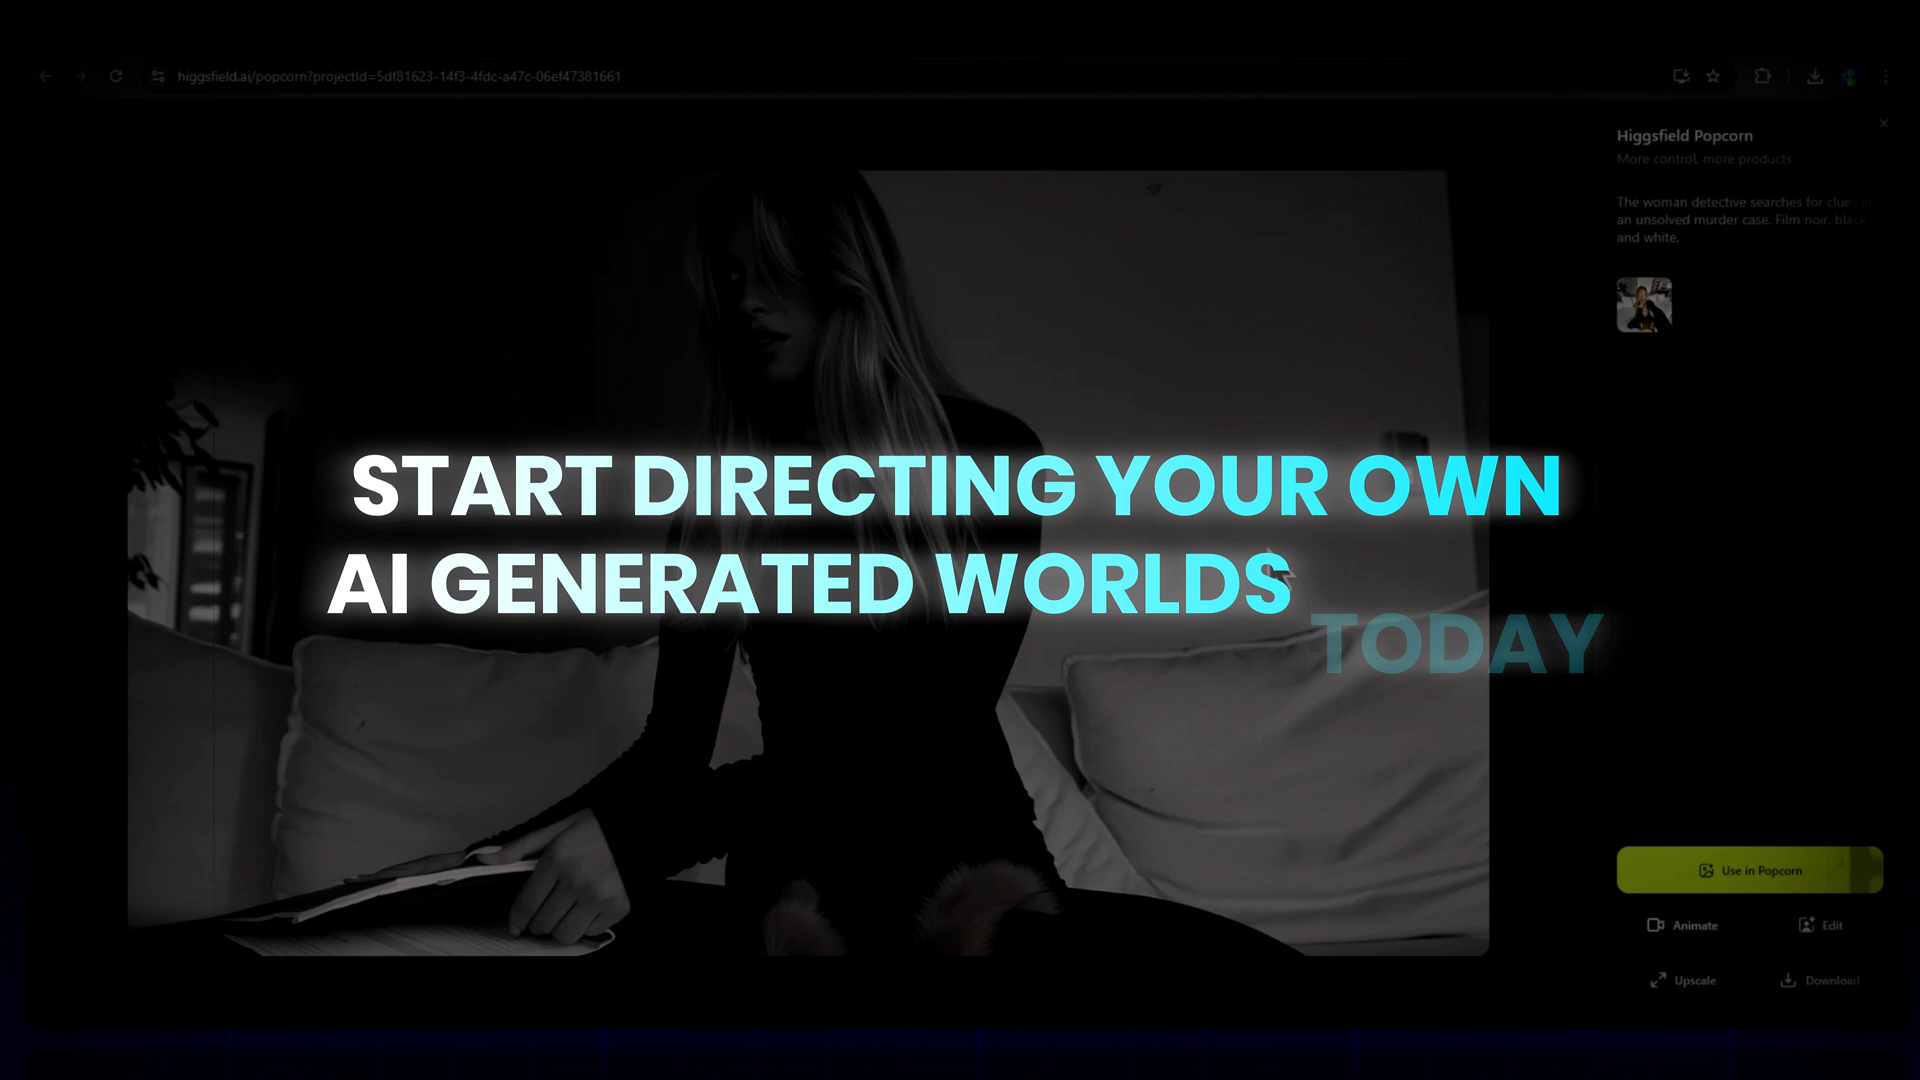 higgsfield.ai/popcorn?projectId=5df81623-14f3-4fdc-a47c-06ef47381661
Higgsfield Popcorn
More control, more products
The woman detective searches for clues in
an unsolved murder case. Film noir, black
and white.
START DIRECTING YOUR OWN
AI GENERATED WORLDS
TODAY
Use in Popcorn
Animate
Edit
Upscale
Download